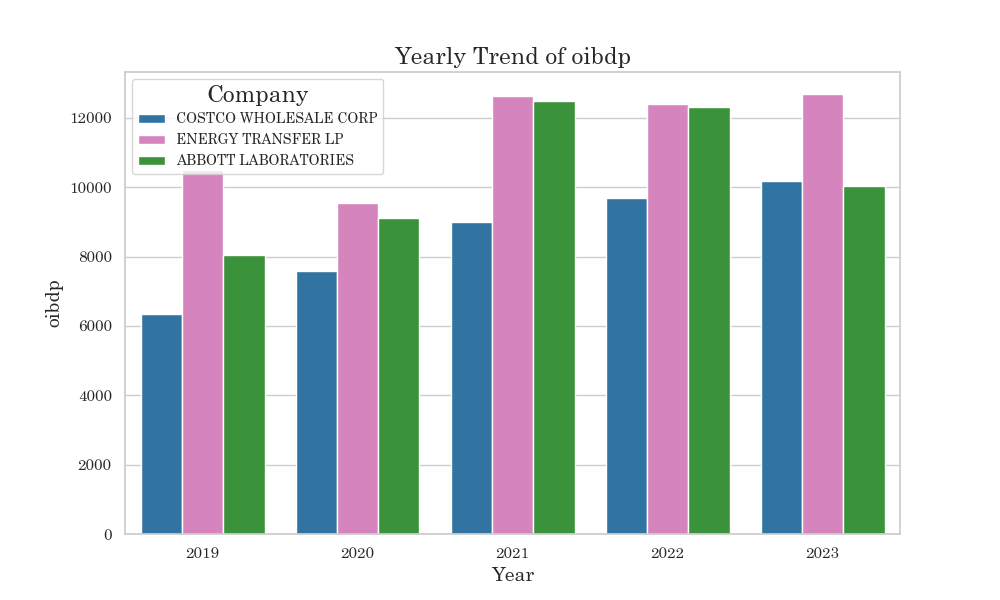 Yearly Trend of oibdp
Company
COSTCO WHOLESALE CORP
ENERGY TRANSFER LP
ABBOTT LABORATORIES
12000
10000
8000
6000
4000
2000
0
oibdp
2019 2020 2021 2022 2023
Year